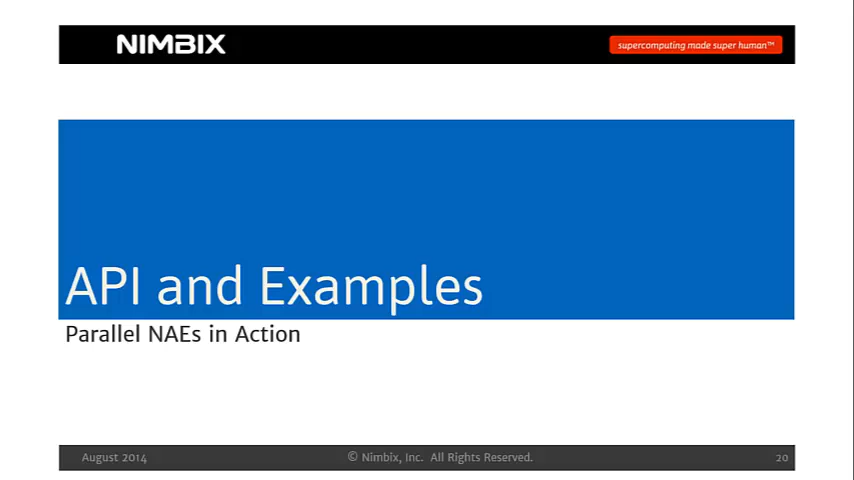 NIMBIX
supercomputing made super human™
API and Examples
Parallel NAEs in Action
August 2014
© Nimbix, Inc. All Rights Reserved.
20